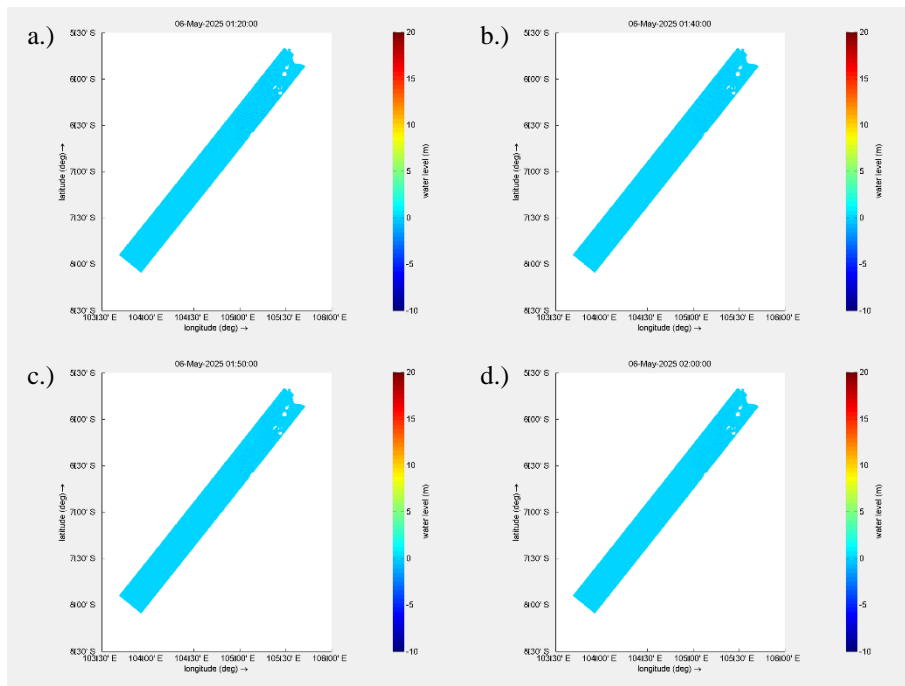 a.)
06-May-2025 01:20:00
5°30' S
6°00' S
6°30' S
7°00' S
7°30' S
8°00' S
8°30' S
latitude (deg) →
103°30' E 104°00' E 104°30' E 105°00' E 105°30' E 106°00' E
longitude (deg) →
20
15
10
5
0
-5
-10
water level (m)
b.)
06-May-2025 01:40:00
5°30' S
6°00' S
6°30' S
7°00' S
7°30' S
8°00' S
8°30' S
latitude (deg) →
103°30' E 104°00' E 104°30' E 105°00' E 105°30' E 106°00' E
longitude (deg) →
20
15
10
5
0
-5
-10
water level (m)
c.)
06-May-2025 01:50:00
5°30' S
6°00' S
6°30' S
7°00' S
7°30' S
8°00' S
8°30' S
latitude (deg) →
103°30' E 104°00' E 104°30' E 105°00' E 105°30' E 106°00' E
longitude (deg) →
20
15
10
5
0
-5
-10
water level (m)
d.)
06-May-2025 02:00:00
5°30' S
6°00' S
6°30' S
7°00' S
7°30' S
8°00' S
8°30' S
latitude (deg) →
103°30' E 104°00' E 104°30' E 105°00' E 105°30' E 106°00' E
longitude (deg) →
20
15
10
5
0
-5
-10
water level (m)